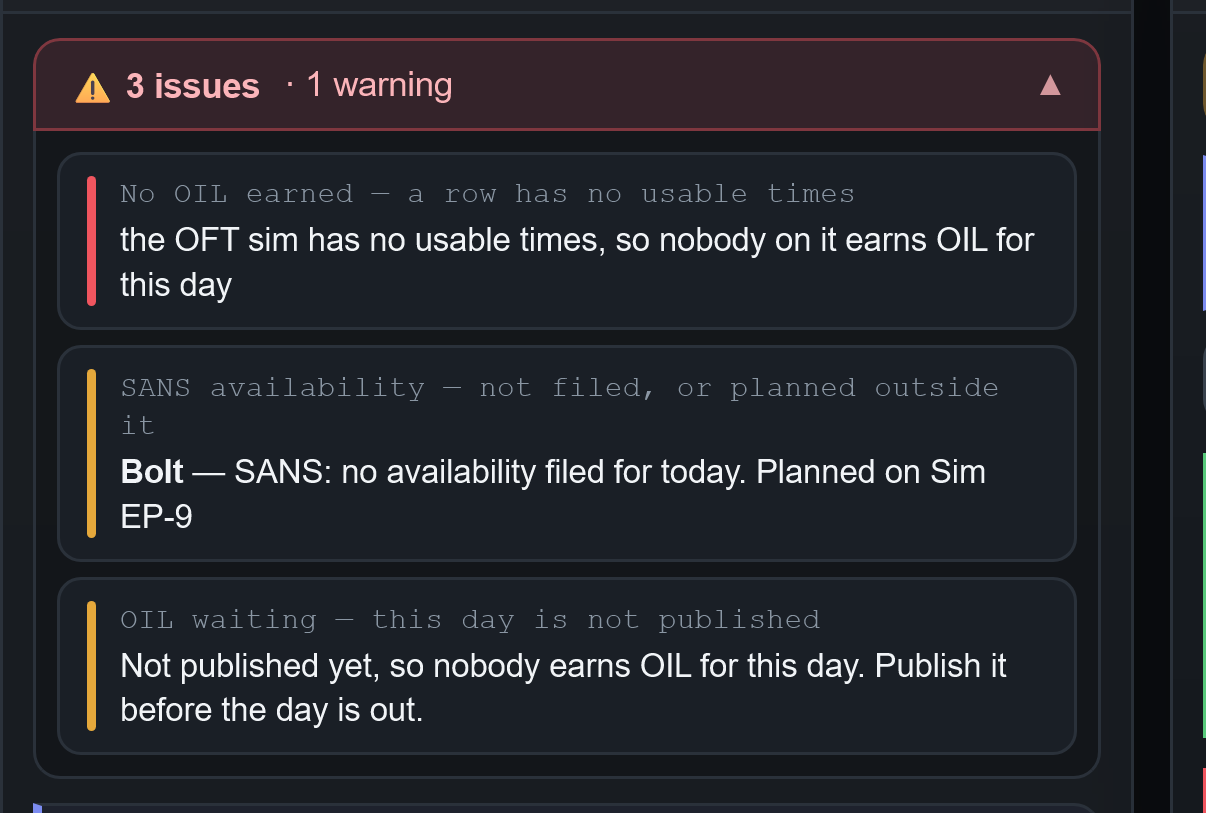 3 issues · 1 warning
No OIL earned — a row has no usable times
the OFT sim has no usable times, so nobody on it earns OIL for
this day
SANS availability — not filed, or planned outside
it
Bolt — SANS: no availability filed for today. Planned on Sim
EP-9
OIL waiting — this day is not published
Not published yet, so nobody earns OIL for this day. Publish it
before the day is out.